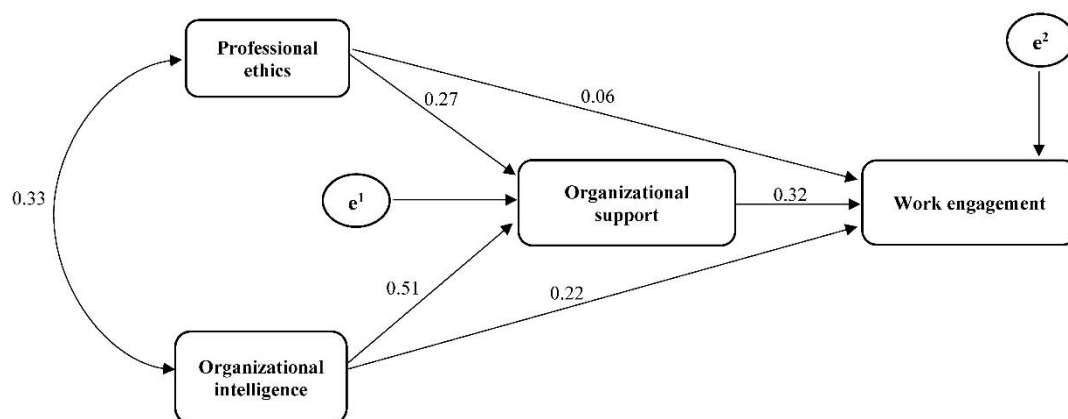 Professional
ethics
e²
0.27
0.06
0.33
e¹
Organizational
support
0.32
Work engagement
0.51
0.22
Organizational
intelligence